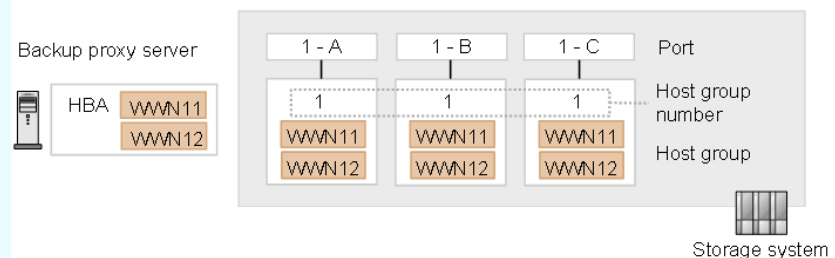 Backup proxy server
HBA WWN11
WWN12
1 - A 1 - B 1 - C Port
1 1 1 Host group number
WWN11 WWN11 WWN11
WWN12 WWN12 WWN12 Host group
Storage system